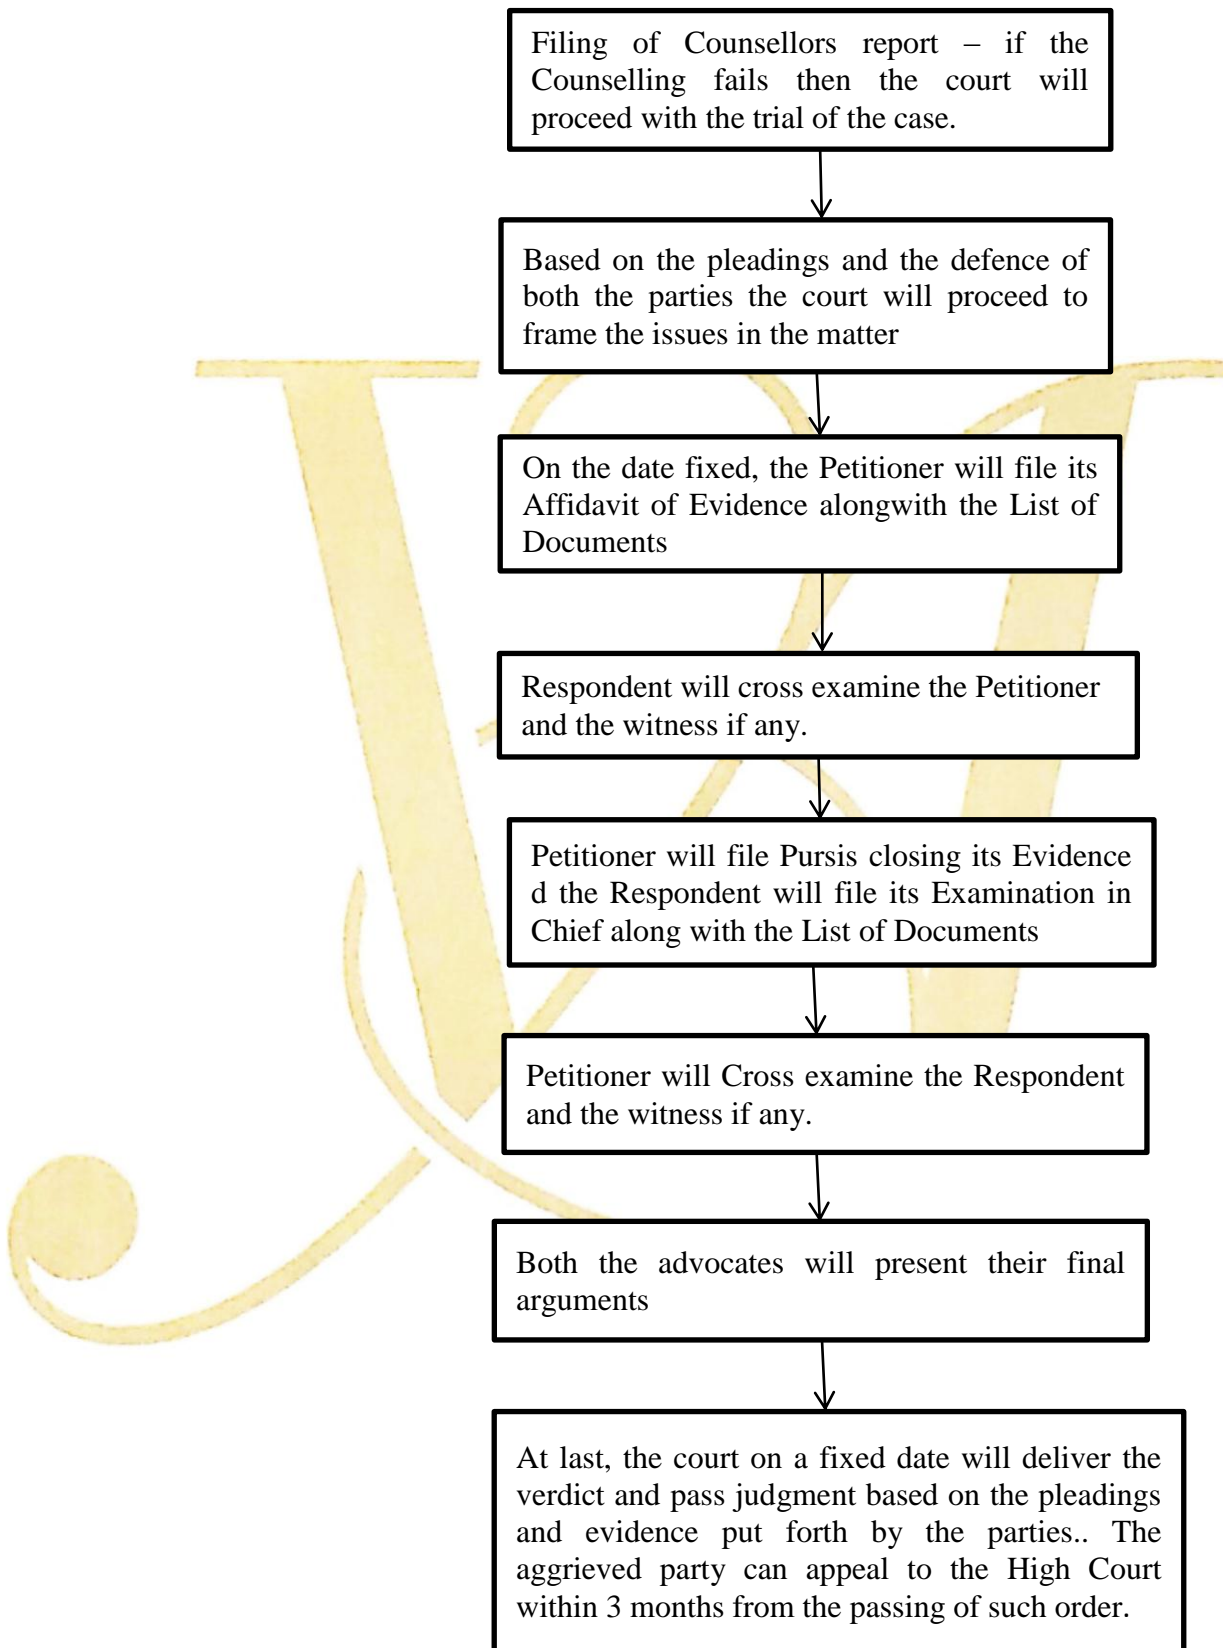 Filing of Counsellors report – if the
Counselling fails then the court will
proceed with the trial of the case.
Based on the pleadings and the defence of
both the parties the court will proceed to
frame the issues in the matter
On the date fixed, the Petitioner will file its
Affidavit of Evidence alongwith the List of
Documents
Respondent will cross examine the Petitioner
and the witness if any.
Petitioner will file Pursis closing its Evidence
d the Respondent will file its Examination in
Chief along with the List of Documents
Petitioner will Cross examine the Respondent
and the witness if any.
Both the advocates will present their final
arguments
At last, the court on a fixed date will deliver the
verdict and pass judgment based on the pleadings
and evidence put forth by the parties.. The
aggrieved party can appeal to the High Court
within 3 months from the passing of such order.